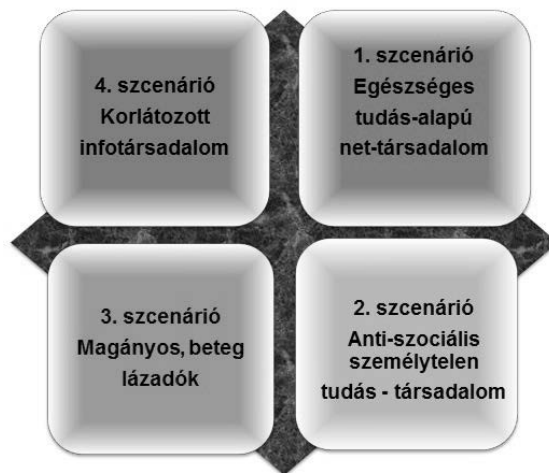 4. szcenárió
Korlátozott
infotársadalom
1. szcenárió
Egészséges
tudás-alapú
net-társadalom
3. szcenárió
Magányos, beteg
lázadók
2. szcenárió
Anti-szociális
személytelen
tudás - társadalom